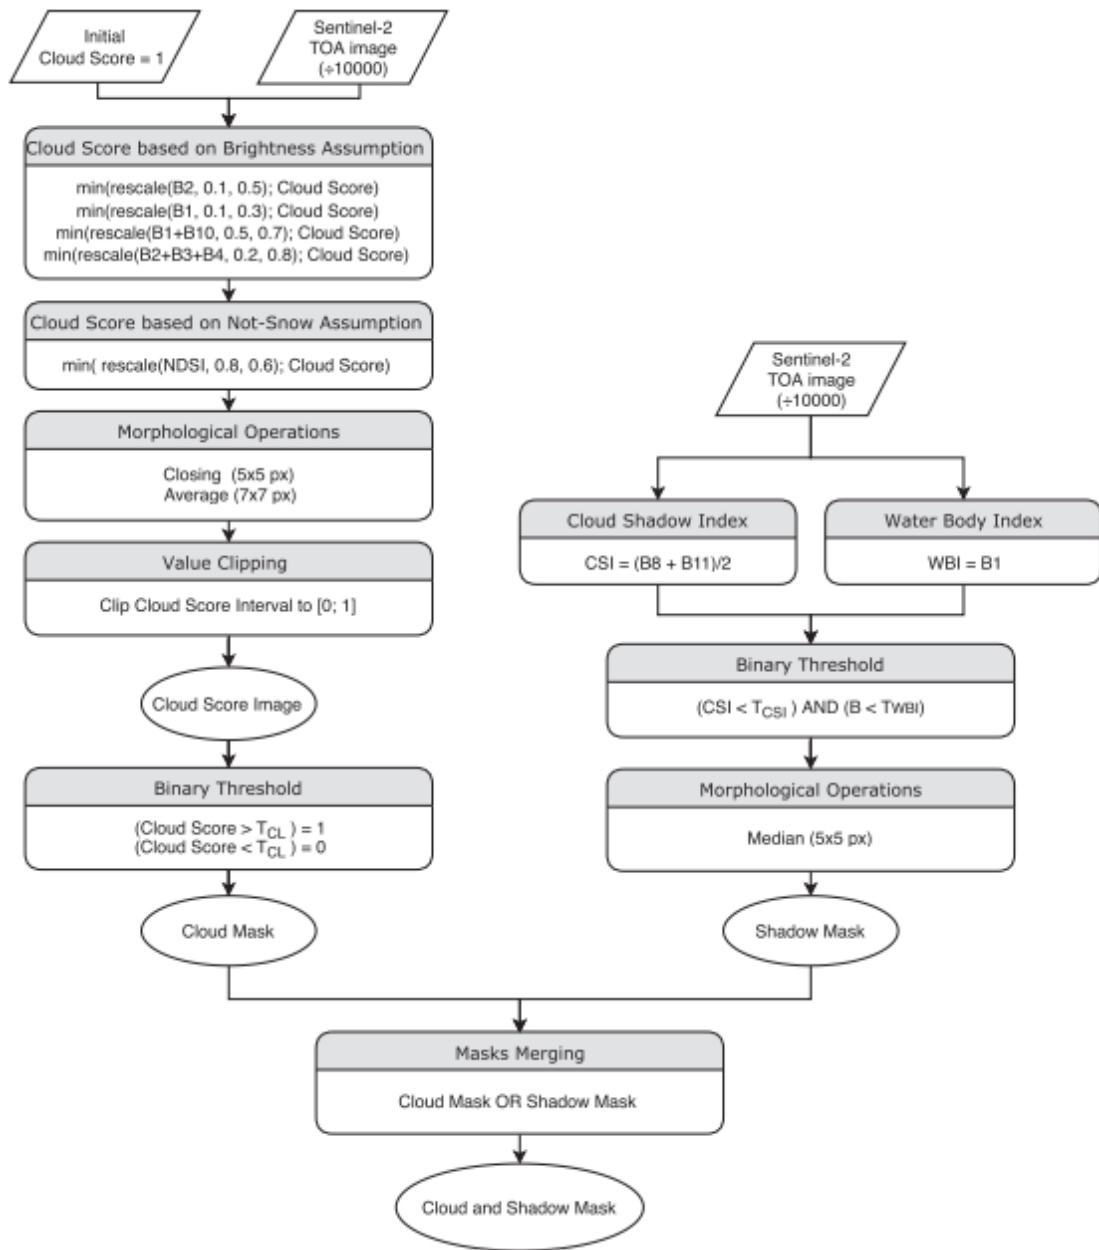 Initial
Cloud Score = 1
Sentinel-2
TOA image
(÷10000)
Cloud Score based on Brightness Assumption
min(rescale(B2, 0.1, 0.5); Cloud Score)
min(rescale(B1, 0.1, 0.3); Cloud Score)
min(rescale(B1+B10, 0.5, 0.7); Cloud Score)
min(rescale(B2+B3+B4, 0.2, 0.8); Cloud Score)
Cloud Score based on Not-Snow Assumption
min( rescale(NDSI, 0.8, 0.6); Cloud Score)
Morphological Operations
Closing (5x5 px)
Average (7x7 px)
Value Clipping
Clip Cloud Score Interval to [0; 1]
Cloud Score Image
Binary Threshold
(Cloud Score > TCL ) = 1
(Cloud Score < TCL ) = 0
Cloud Mask
Sentinel-2
TOA image
(÷10000)
Cloud Shadow Index
CSI = (B8 + B11)/2
Water Body Index
WBI = B1
Binary Threshold
(CSI < TCSI ) AND (B < TWBI)
Morphological Operations
Median (5x5 px)
Shadow Mask
Masks Merging
Cloud Mask OR Shadow Mask
Cloud and Shadow Mask